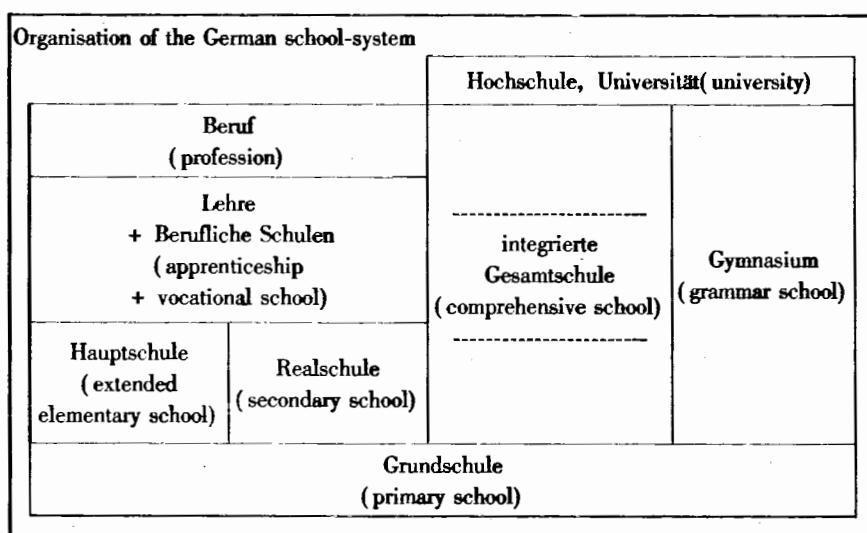 Organisation of the German school-system
Hochschule, Universität( university)
Beruf
( profession)
Lehre
+ Berufliche Schulen
( apprenticeship
+ vocational school)
integrierte
Gesamtschule
( comprehensive school)
Gymnasium
( grammar school)
Hauptschule
( extended
elementary school)
Realschule
( secondary school)
Grundschule
( primary school)